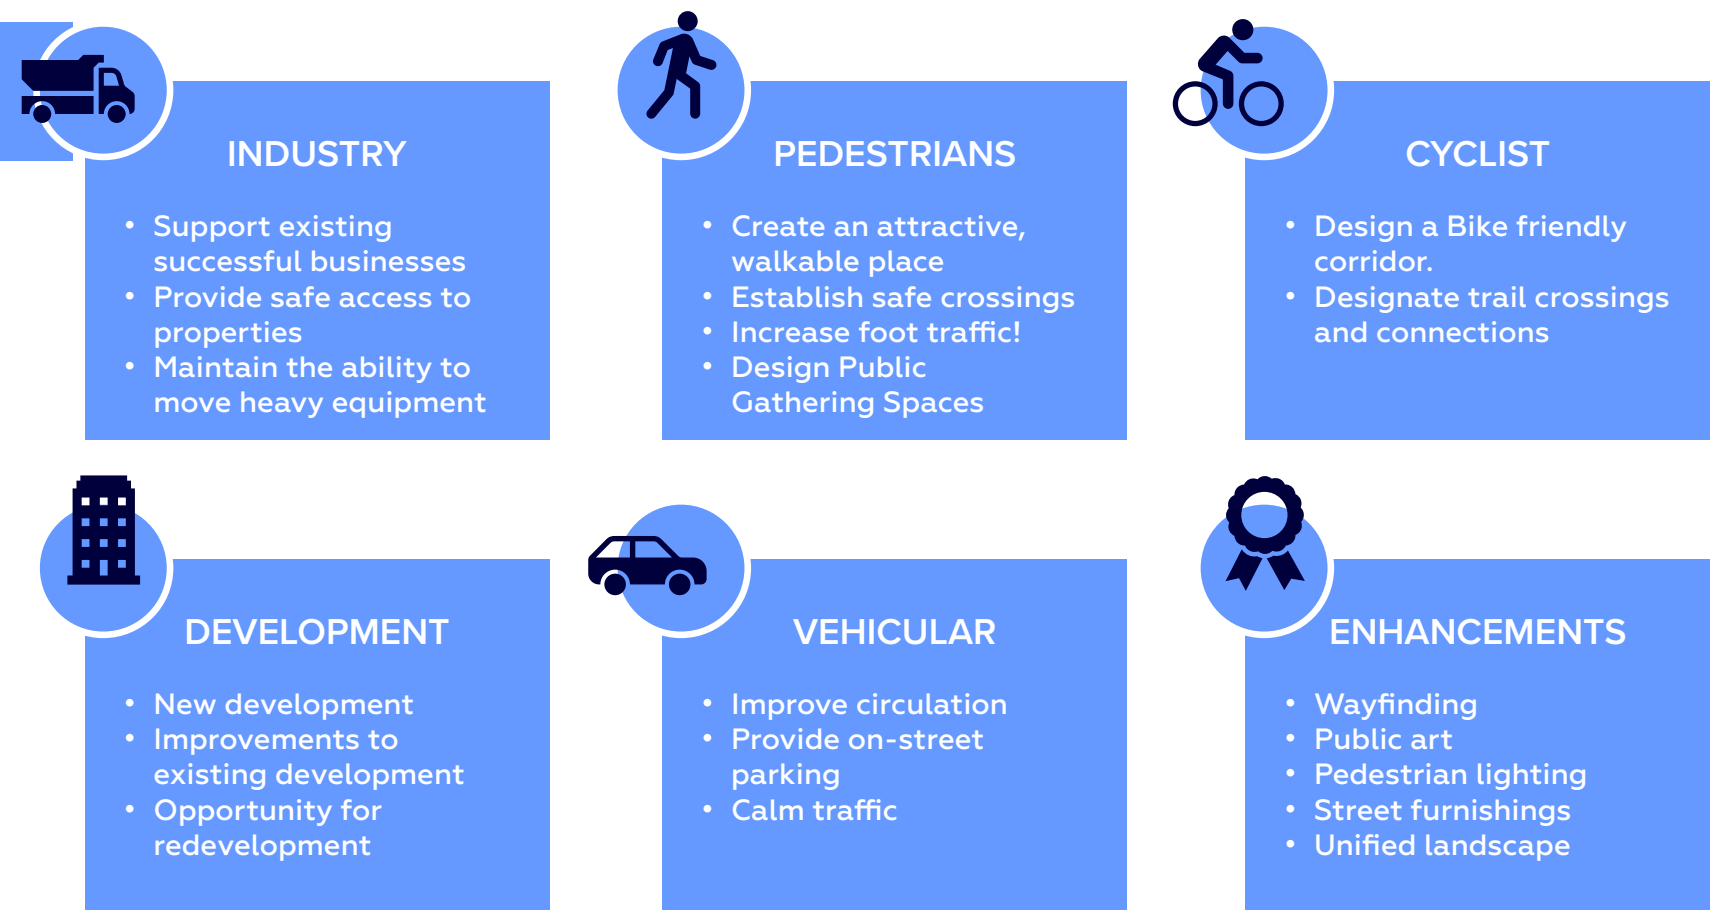 INDUSTRY
• Support existing
successful businesses
• Provide safe access to
properties
• Maintain the ability to
move heavy equipment
PEDESTRIANS
• Create an attractive,
walkable place
• Establish safe crossings
• Increase foot traffic!
• Design Public
Gathering Spaces
CYCLIST
• Design a Bike friendly
corridor.
• Designate trail crossings
and connections
DEVELOPMENT
• New development
• Improvements to
existing development
• Opportunity for
redevelopment
VEHICULAR
• Improve circulation
• Provide on-street
parking
• Calm traffic
ENHANCEMENTS
• Wayfinding
• Public art
• Pedestrian lighting
• Street furnishings
• Unified landscape